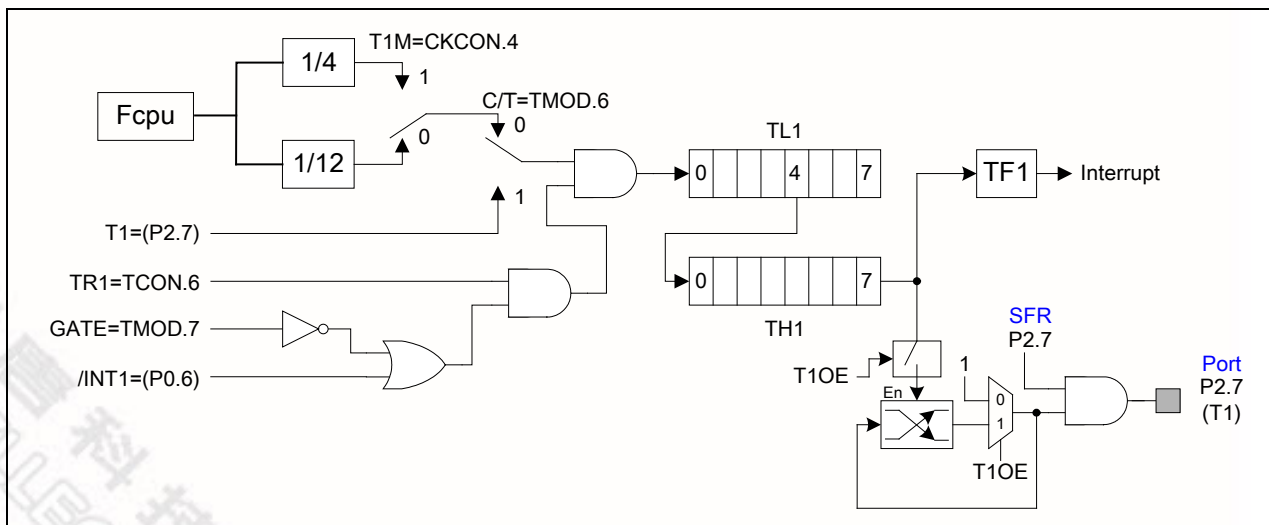 T1M=CKCON.4
1/4
1
Fcpu
C/T=TMOD.6
0
0
1/12
TL1
0 4 7
TF1
Interrupt
1
T1=(P2.7)
TR1=TCON.6
0 7
TH1
GATE=TMOD.7
SFR
P2.7
Port
P2.7
(T1)
/INT1=(P0.6)
T1OE
1
En
0
1
T1OE